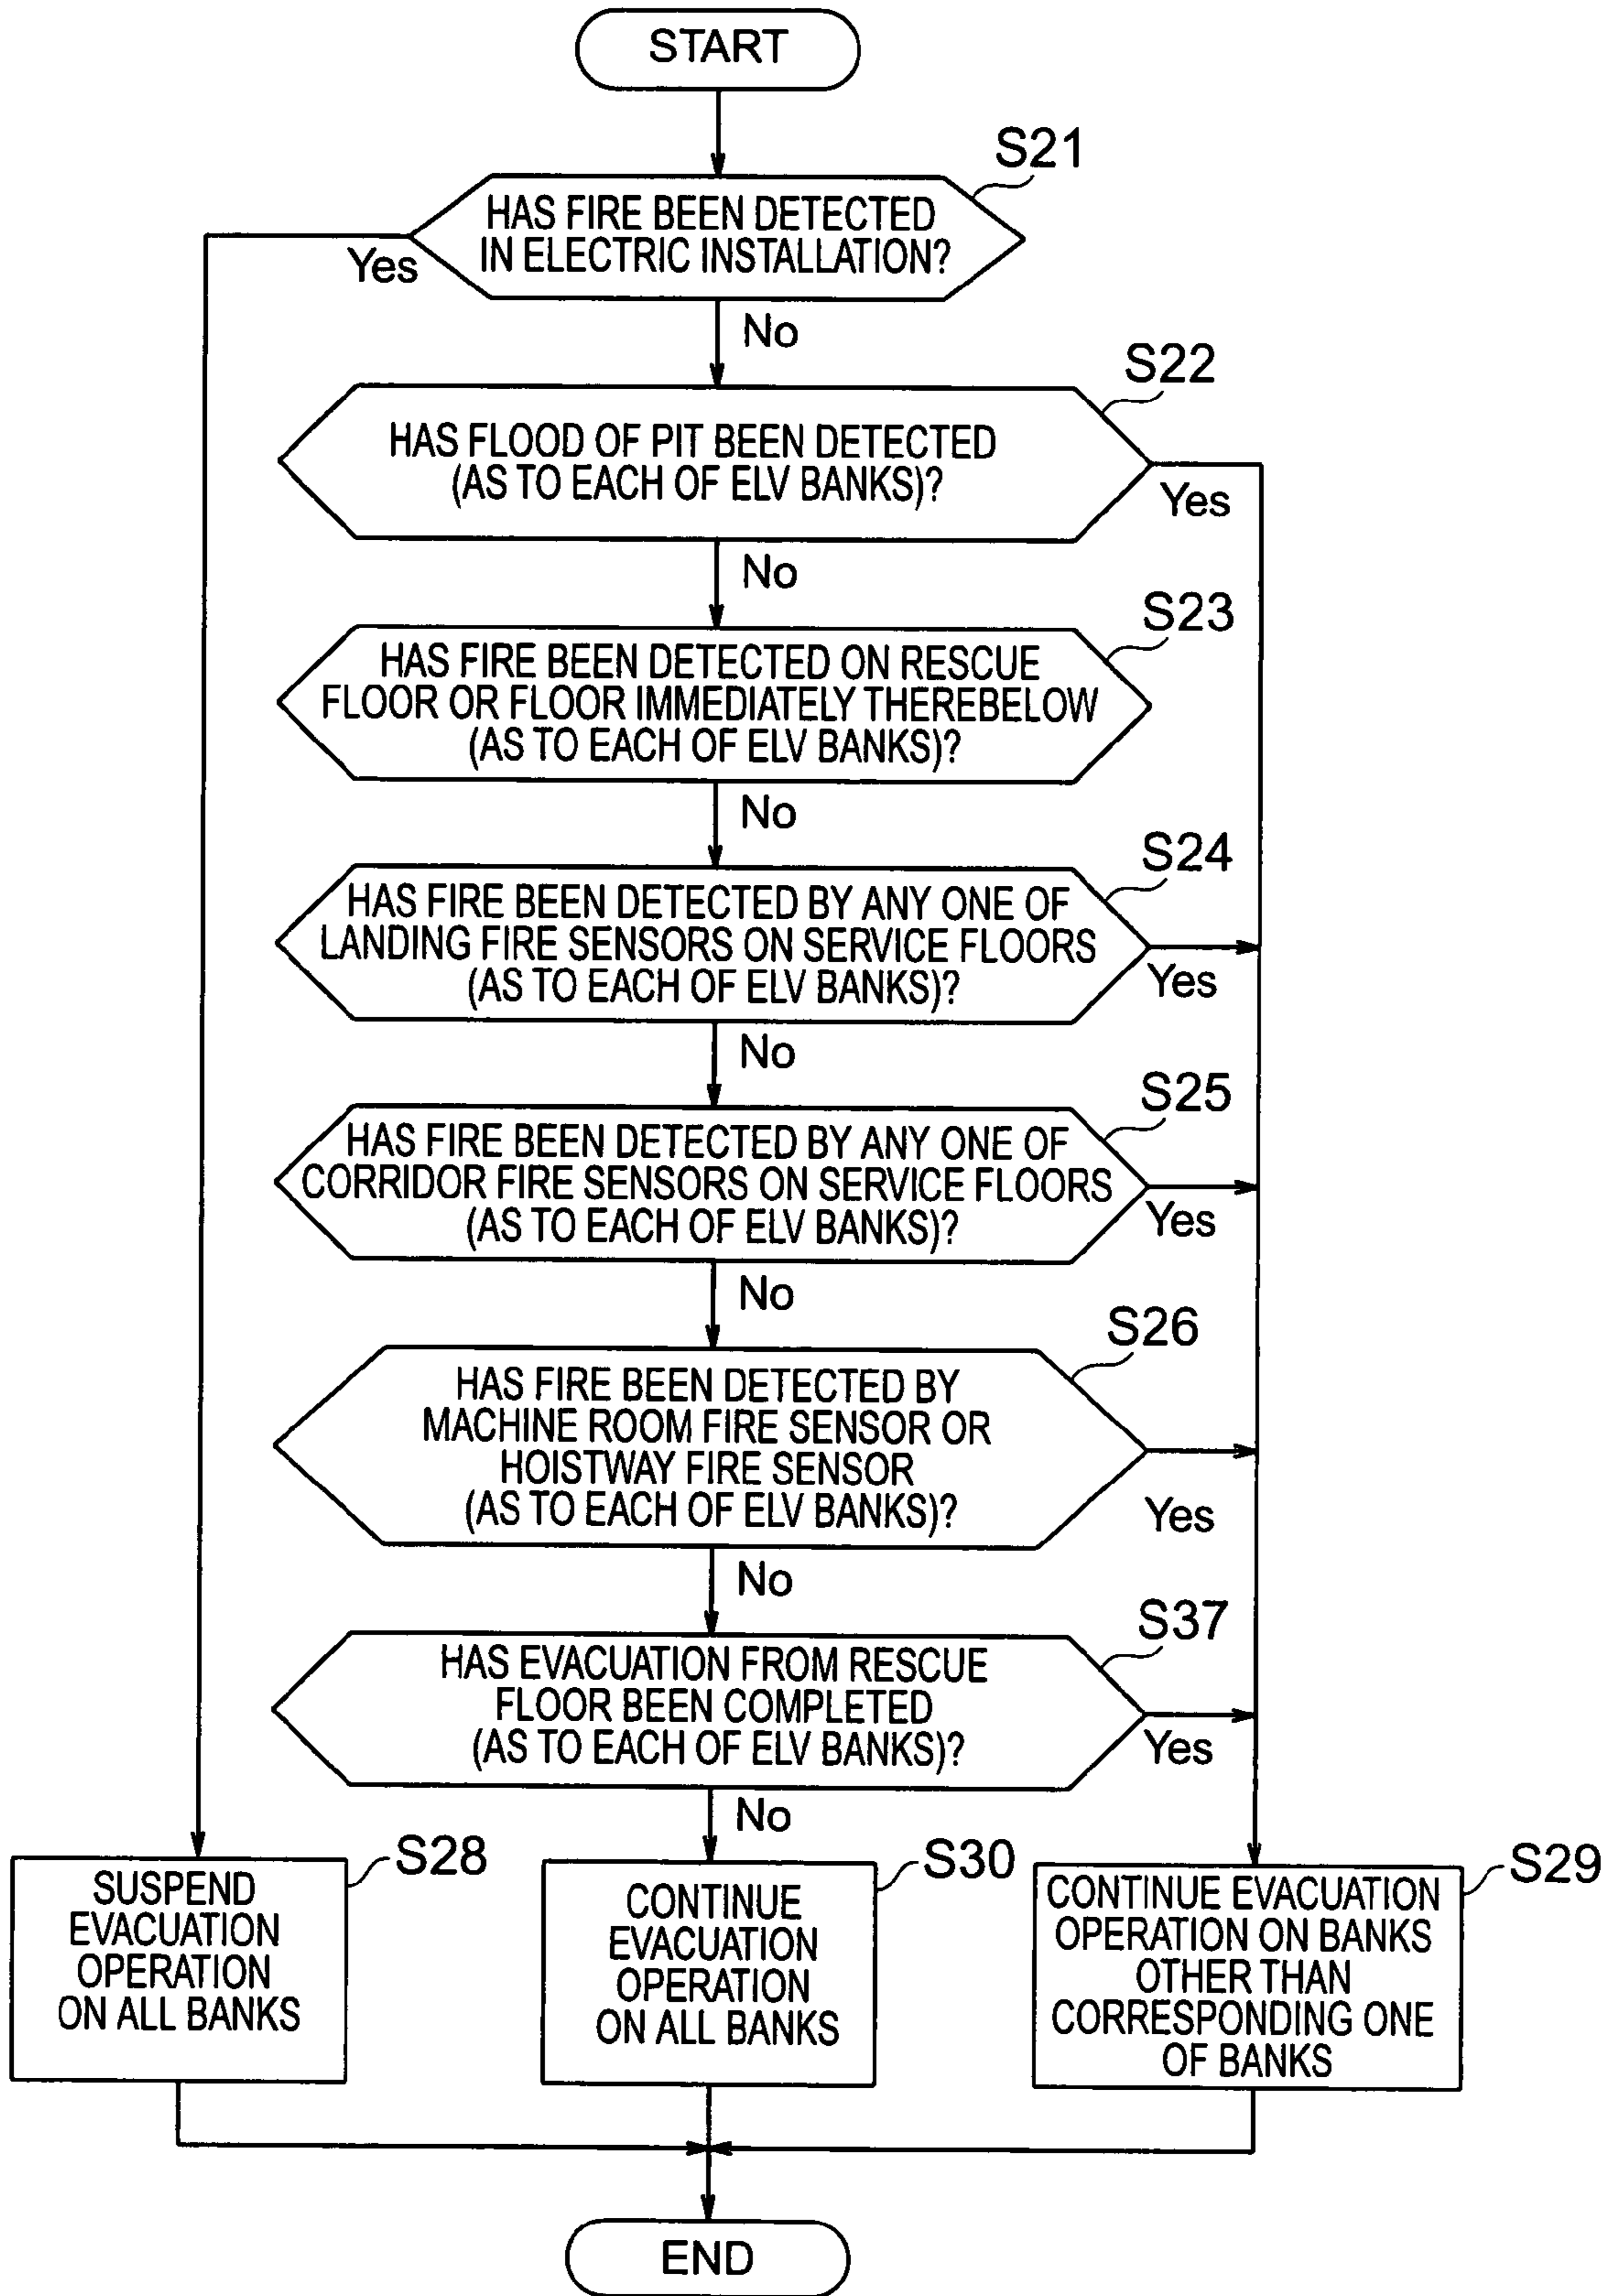 START
S21
HAS FIRE BEEN DETECTED
IN ELECTRIC INSTALLATION?
Yes
No
S22
HAS FLOOD OF PIT BEEN DETECTED
(AS TO EACH OF ELV BANKS)?
Yes
No
S23
HAS FIRE BEEN DETECTED ON RESCUE
FLOOR OR FLOOR IMMEDIATELY THEREBELOW
(AS TO EACH OF ELV BANKS)?
No
S24
HAS FIRE BEEN DETECTED BY ANY ONE OF
LANDING FIRE SENSORS ON SERVICE FLOORS
(AS TO EACH OF ELV BANKS)?
Yes
No
S25
HAS FIRE BEEN DETECTED BY ANY ONE OF
CORRIDOR FIRE SENSORS ON SERVICE FLOORS
(AS TO EACH OF ELV BANKS)?
Yes
No
S26
HAS FIRE BEEN DETECTED BY
MACHINE ROOM FIRE SENSOR OR
HOISTWAY FIRE SENSOR
(AS TO EACH OF ELV BANKS)?
Yes
No
S37
HAS EVACUATION FROM RESCUE
FLOOR BEEN COMPLETED
(AS TO EACH OF ELV BANKS)?
Yes
No
S28
SUSPEND
EVACUATION
OPERATION
ON ALL BANKS
S30
CONTINUE
EVACUATION
OPERATION
ON ALL BANKS
S29
CONTINUE EVACUATION
OPERATION ON BANKS
OTHER THAN
CORRESPONDING ONE
OF BANKS
END